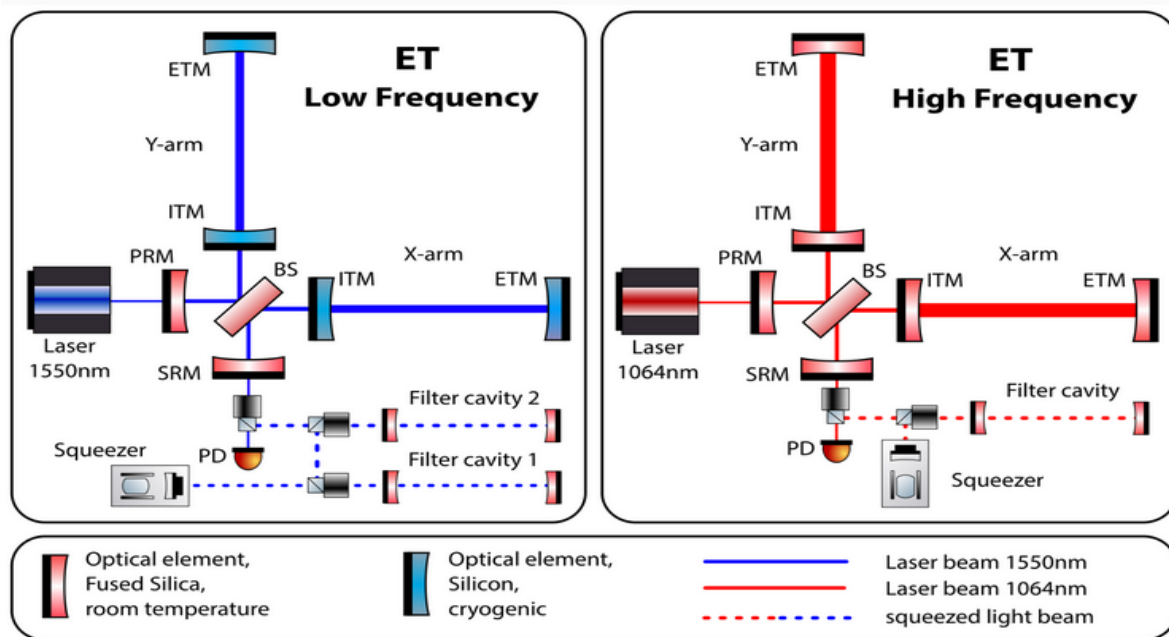 ET
Low Frequency
ETM
Y-arm
ITM
PRM
BS
ITM
X-arm
ETM
Laser
1550nm
SRM
Filter cavity 2
Squeezer
PD
Filter cavity 1
ET
High Frequency
ETM
Y-arm
ITM
PRM
BS
ITM
X-arm
ETM
Laser
1064nm
SRM
Filter cavity
PD
Squeezer
Optical element,
Fused Silica,
room temperature
Optical element,
Silicon,
cryogenic
Laser beam 1550nm
Laser beam 1064nm
squeezed light beam